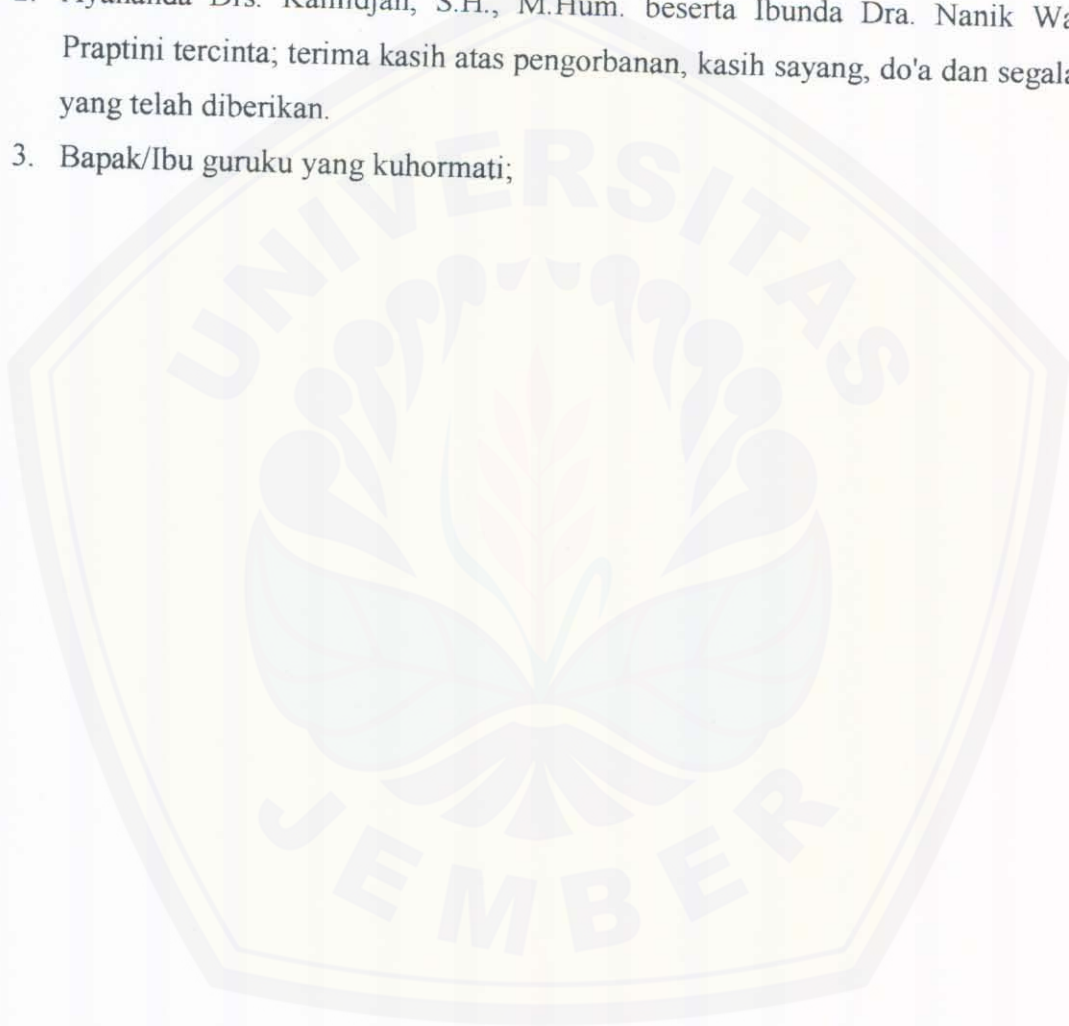 Drs. S.H., M.Hum. beserta Ibunda Dra. Nanik
Praptini tercinta; terima kasih atas pengorbanan, kasih sayang, do'a dan
yang telah diberikan.
3. Bapak/Ibu guruku yang kuhormati;
UNIVERSITAS
JEMBER